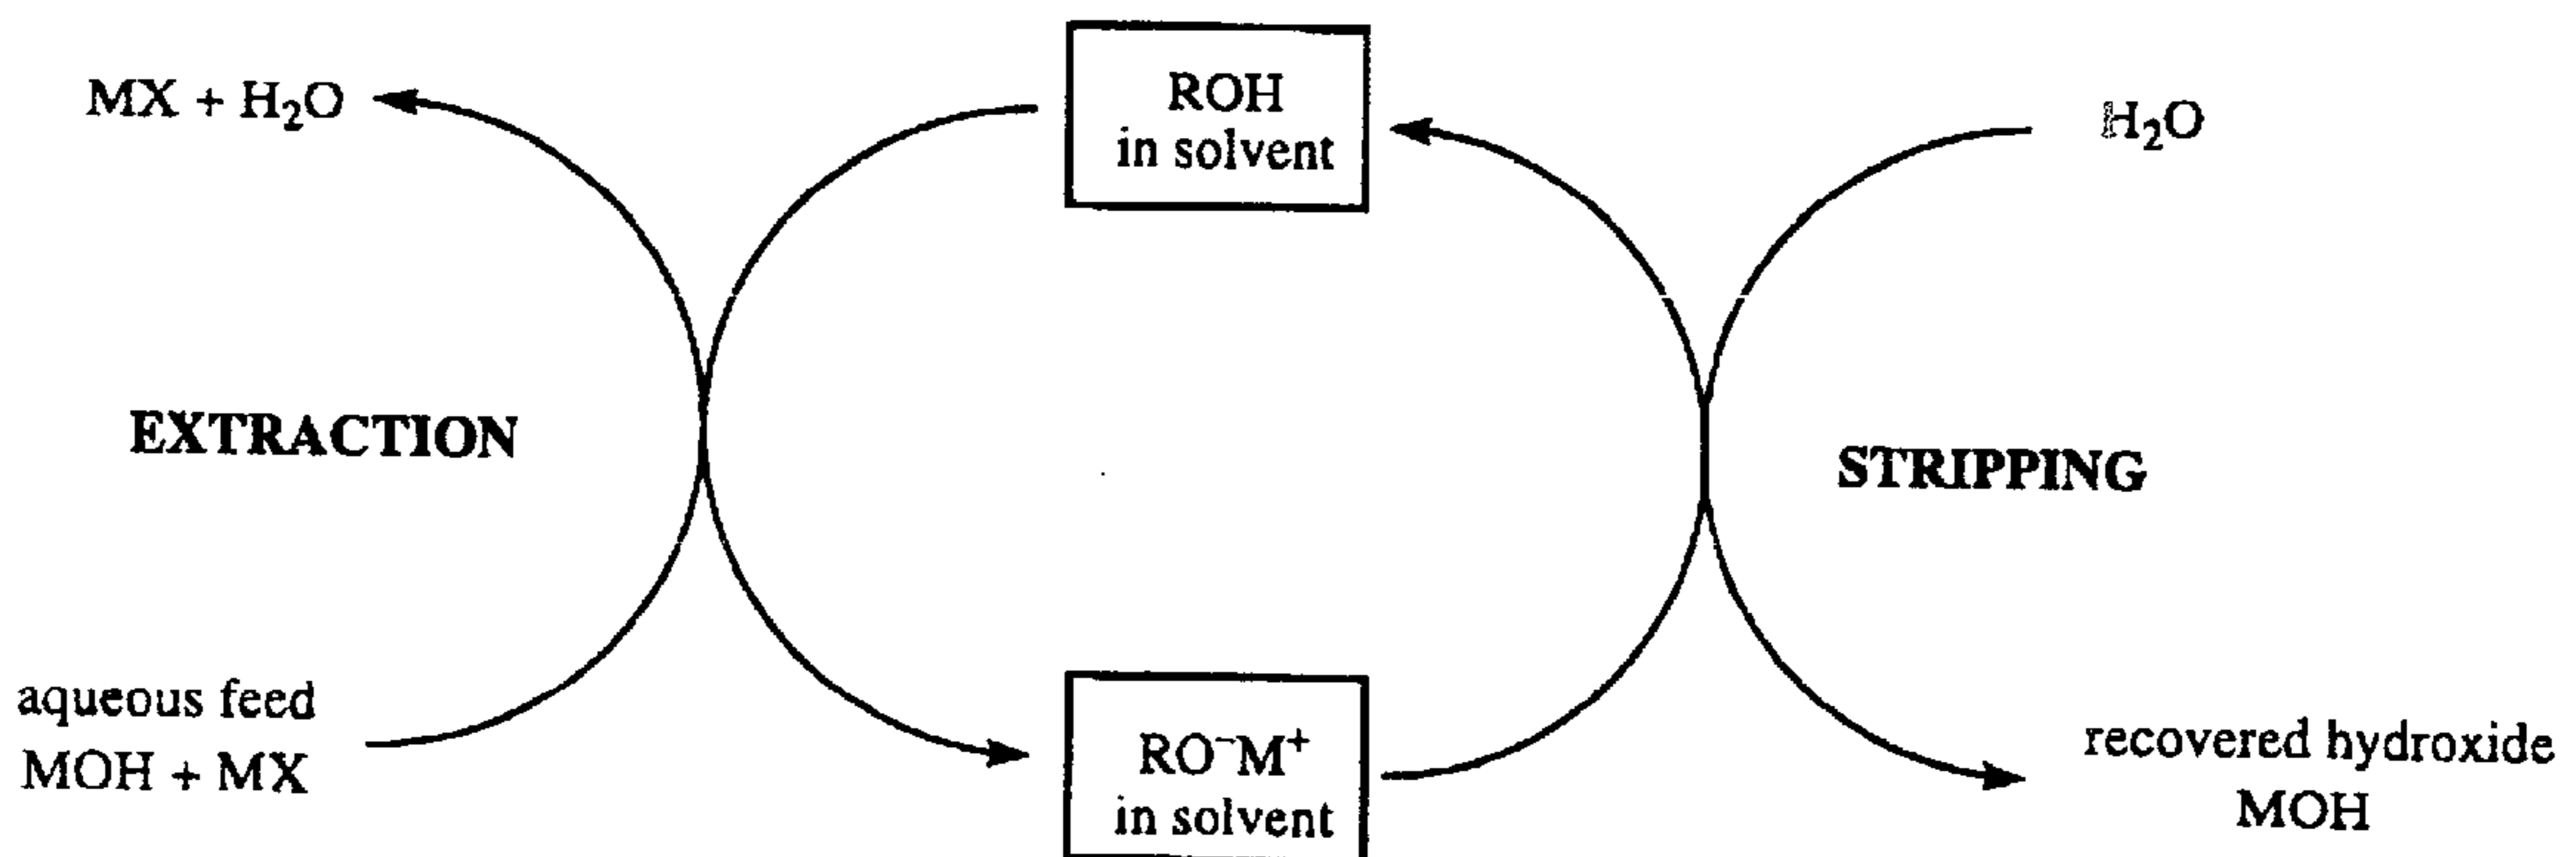 MX + H₂O
ROH
in solvent
H₂O
EXTRACTION
STRIPPING
aqueous feed
MOH + MX
RO⁻M⁺
in solvent
recovered hydroxide
MOH